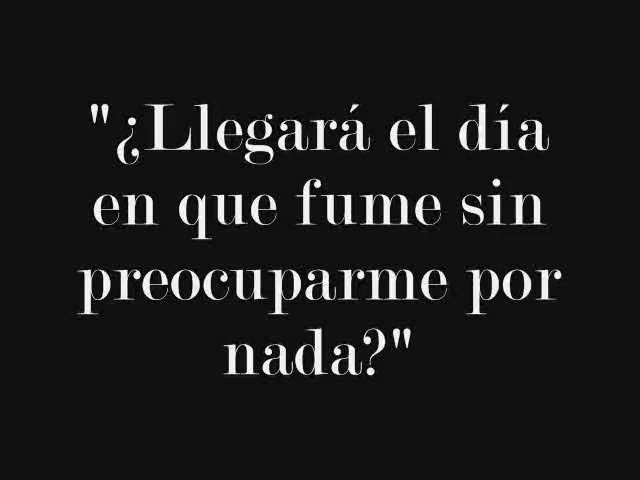 "¿Llegará el día
en que fume sin
preocuparme por
nada?"